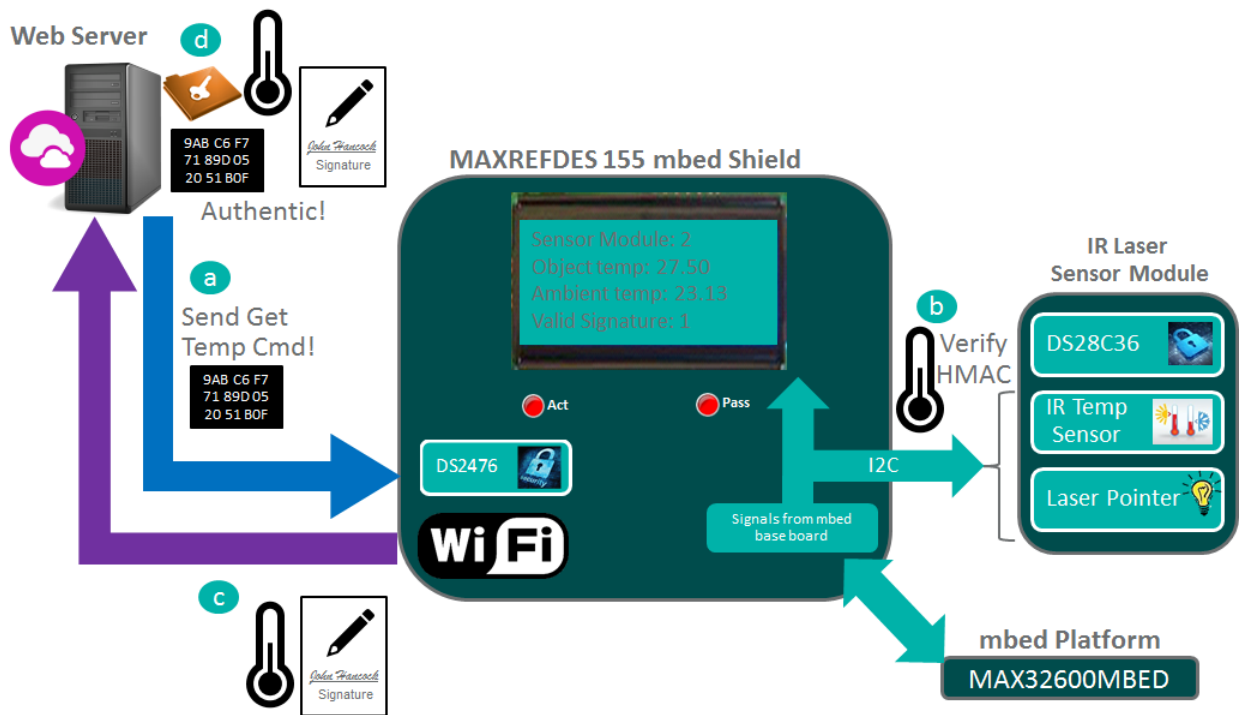 Web Server
d
9AB C6 F7
71 89D 05
20 51 B0F
John Hancock
Signature
Authentic!
a
Send Get
Temp Cmd!
9AB C6 F7
71 89D 05
20 51 B0F
c
John Hancock
Signature
MAXREFDES 155 mbed Shield
Sensor Module: 2
Object temp: 27.50
Ambient temp: 23.13
Valid Signature: 1
Act
Pass
DS2476
security
Wi Fi
I2C
Signals from mbed
base board
b
Verify
HMAC
IR Laser
Sensor Module
DS28C36
IR Temp
Sensor
Laser Pointer
mbed Platform
MAX32600MBED